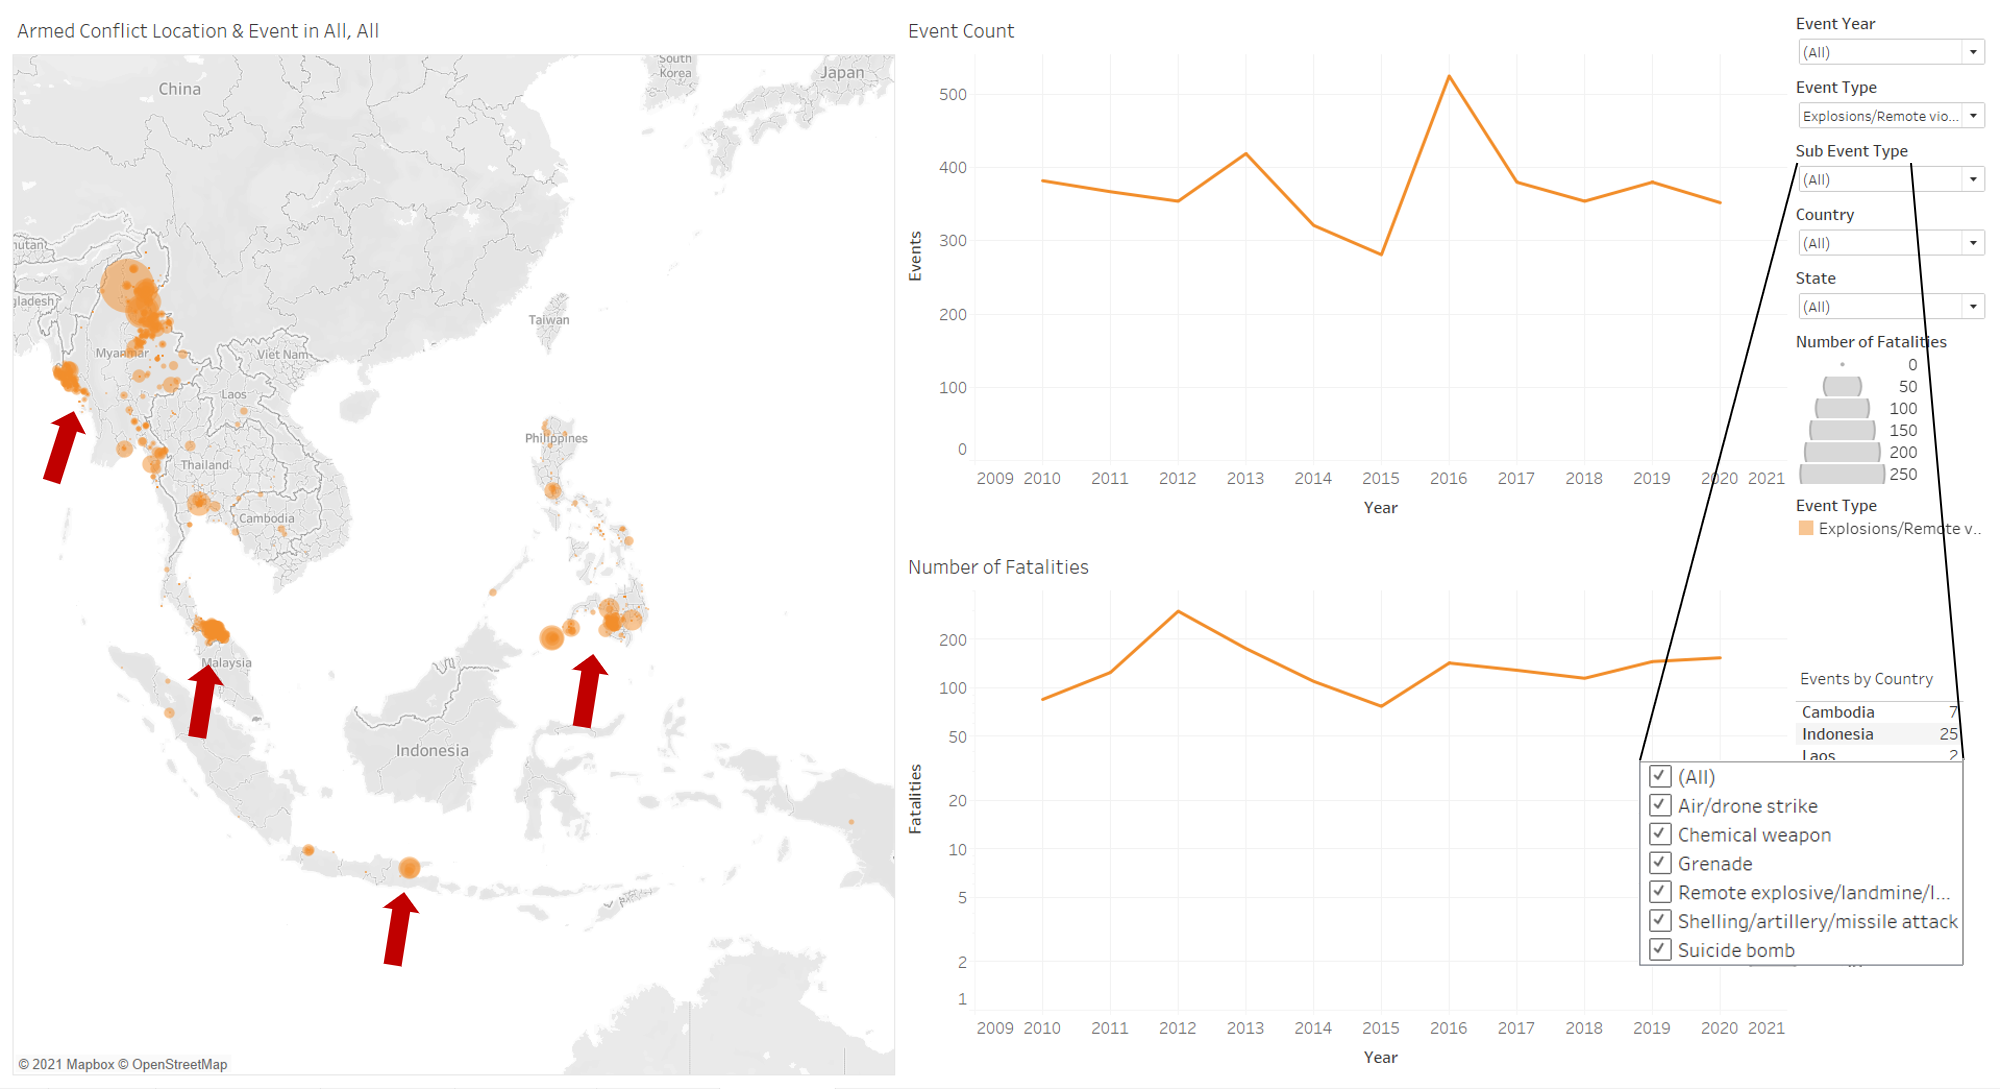 Armed Conflict Location & Event in All, All
China
South
Korea
Japan
hutan
gladesh
Taiwan
Myanmar
Viet Nam
Laos
Philippines
Thailand
Cambodia
Malaysia
Indonesia
© 2021 Mapbox © OpenStreetMap
Event Count
500
400
300
200
100
0
Events
2009 2010 2011 2012 2013 2014 2015 2016 2017 2018 2019 2020 2021
Year
Number of Fatalities
200
100
50
20
10
5
2
1
Fatalities
2009 2010 2011 2012 2013 2014 2015 2016 2017 2018 2019 2020 2021
Year
Event Year
(All)
Event Type
Explosions/Remote vio...
Sub Event Type
(All)
Country
(All)
State
(All)
Number of Fatalities
0
50
100
150
200
250
Event Type
Explosions/Remote v..
Events by Country
Cambodia 7
Indonesia 25
Laos 2
(All)
Air/drone strike
Chemical weapon
Grenade
Remote explosive/landmine/I...
Shelling/artillery/missile attack
Suicide bomb